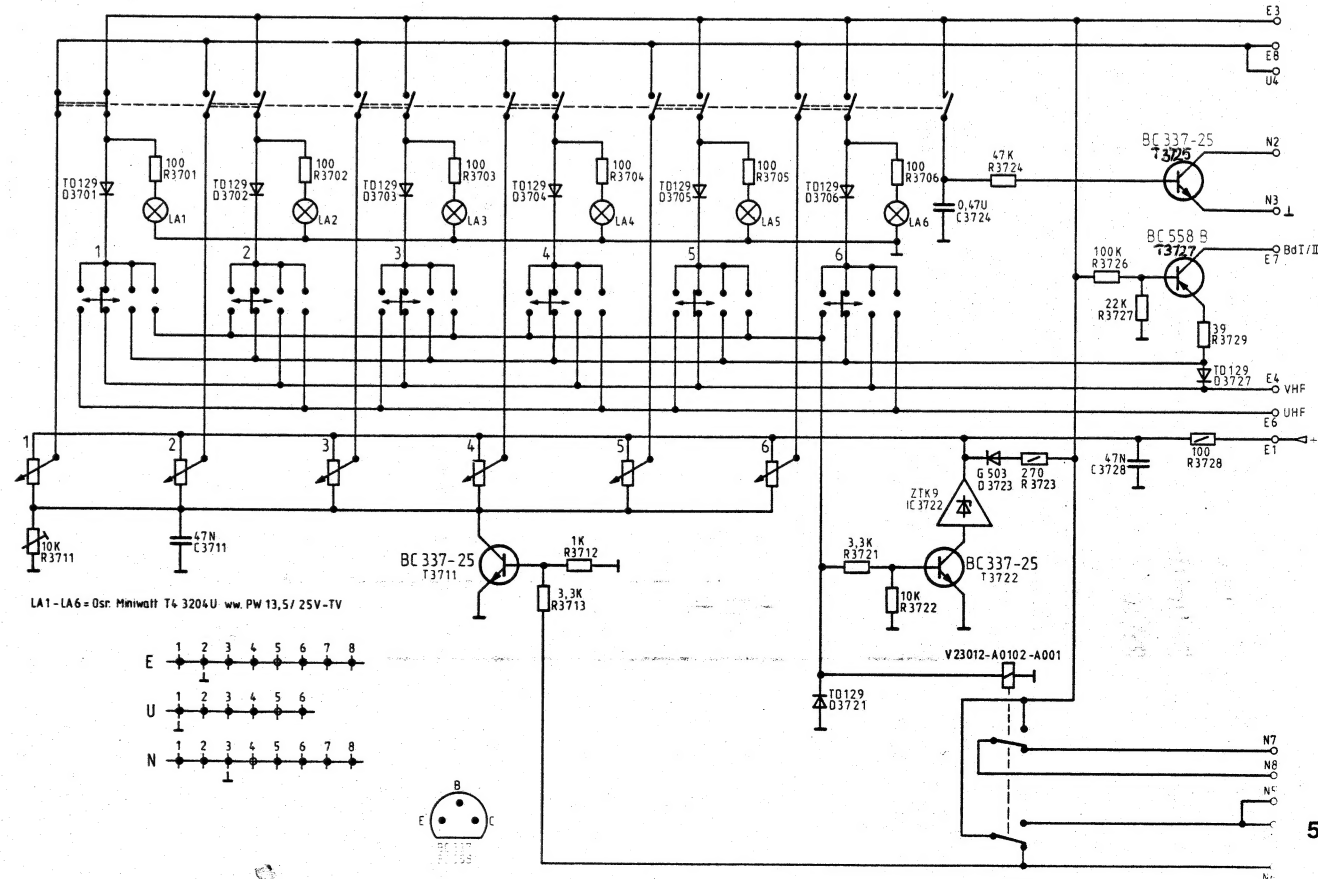 E3
E8
U4
BC 337-25
T3725
N2
47K
R3724
N3
100
R3701
100
R3702
100
R3703
100
R3704
100
R3705
100
R3706
TD129
D3701
TD129
D3702
TD129
D3703
TD129
D3704
TD129
D3705
TD129
D3706
LA1
LA2
LA3
LA4
LA5
LA6
0,47U
C3724
BC 558 B
T3727
BdI/II
E7
1
2
3
4
5
6
100K
R3726
22K
R3727
39
R3729
TD129
D3727
E4
VHF
UHF
E6
1
2
3
4
5
6
+
E1
100
R3728
47N
C3728
G 503
D3723
270
R3723
ZTK9
IC3722
10K
R3711
47N
C3711
BC 337-25
T3711
1K
R3712
3,3K
R3713
3,3K
R3721
BC337-25
T3722
10K
R3722
LA1-LA6 = Osr. Miniwatt T4 3204U ww. PW 13,5/ 25V-TV
V23012-A0102-A001
E 1 2 3 4 5 6 7 8
U 1 2 3 4 5 6
N 1 2 3 4 5 6 7 8
TD129
D3721
N7
N8
N5
B
E C
5